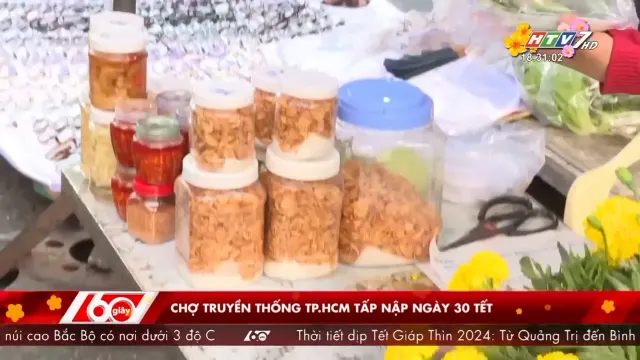 HTV7 HD
18:31:02
60 giây
CHỢ TRUYỀN THỐNG TP.HCM TẤP NẬP NGÀY 30 TẾT
núi cao Bắc Bộ có nơi dưới 3 độ C 60 Thời tiết dịp Tết Giáp Thìn 2024: Từ Quảng Trị đến Bình